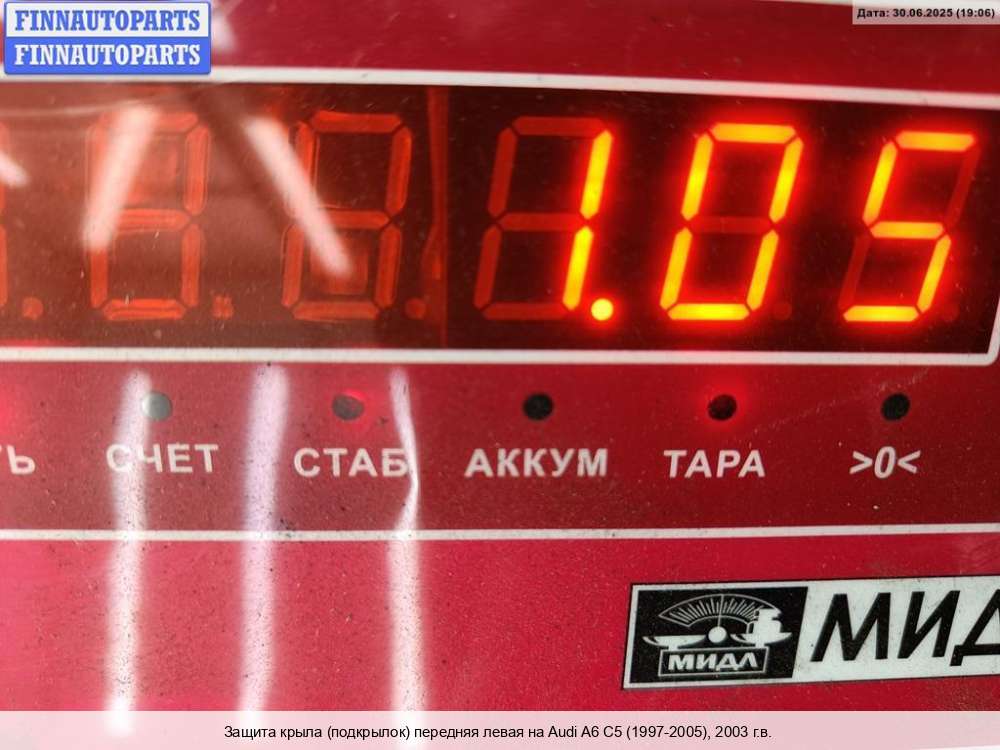 FINNAUTOPARTS
FINNAUTOPARTS
Дата: 30.06.2025 (19:06)
1.05
СЧЕТ СТАБ АККУМ ТАРА >0<
МИДЛ
Защита крыла (подкрылок) передняя левая на Audi A6 C5 (1997-2005), 2003 г.в.